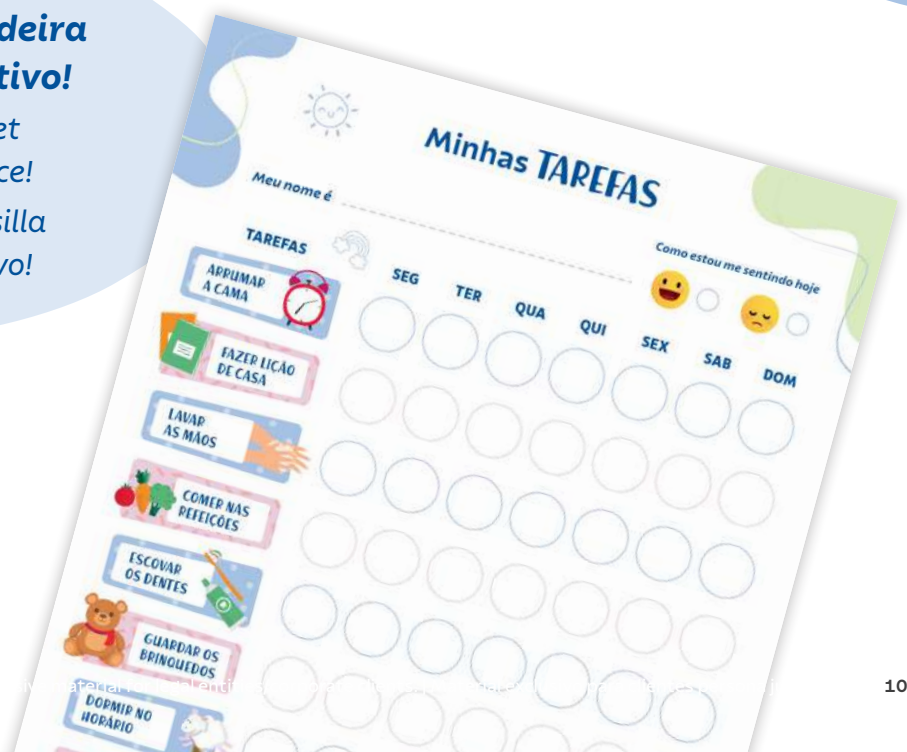 deira
tivo!
et
ce!
silla
vo!
Minhas TAREFAS
Meu nome é
Como estou me sentindo hoje
TAREFAS
SEG TER QUA QUI SEX SAB DOM
ARRUMAR
A CAMA
FAZER LIÇÃO
DE CASA
LAVAR
AS MÃOS
COMER NAS
REFEIÇÕES
ESCOVAR
OS DENTES
GUARDAR OS
BRINQUEDOS
DORMIR NO
HORÁRIO
10